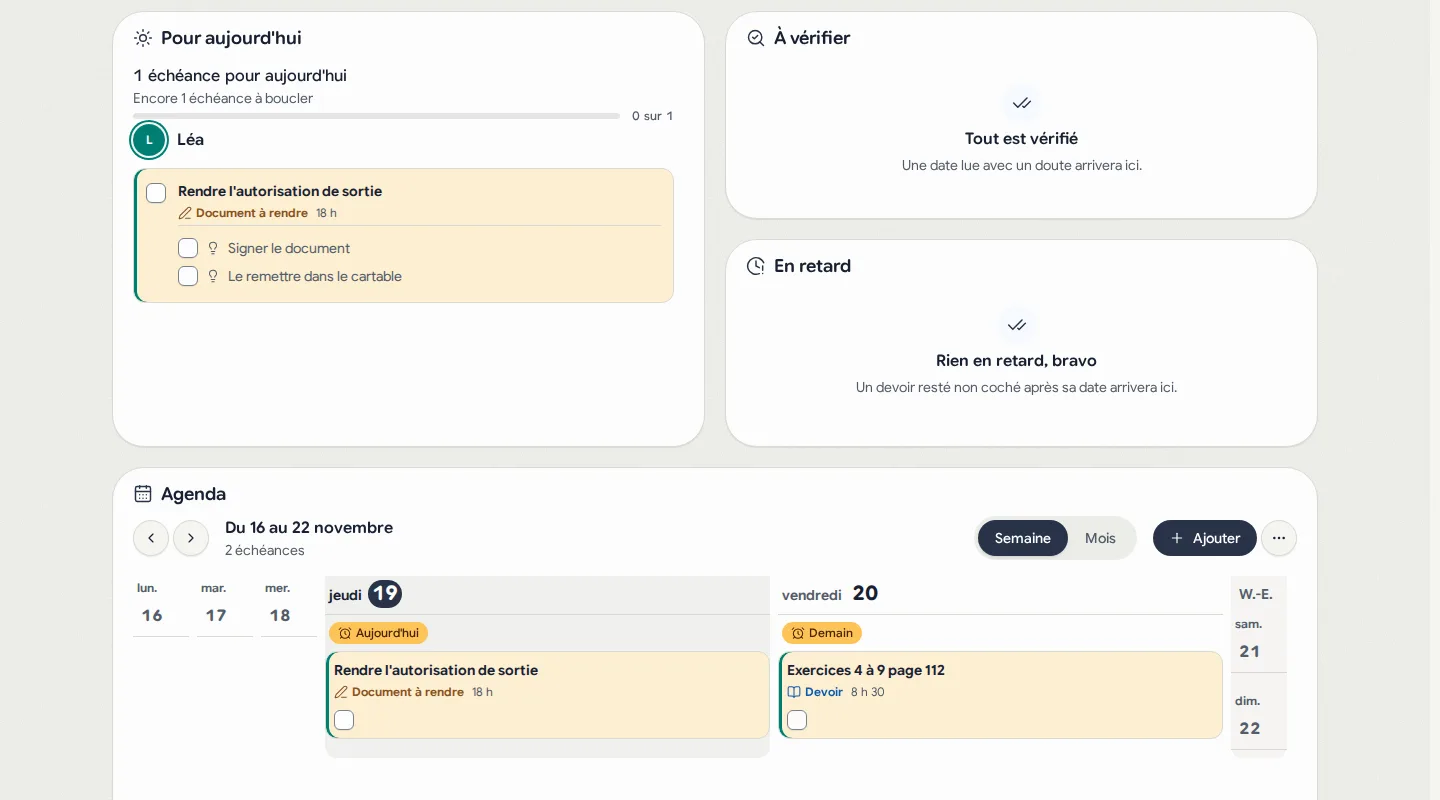 Pour aujourd'hui
1 échéance pour aujourd'hui
Encore 1 échéance à boucler
0 sur 1
L
Léa
Rendre l'autorisation de sortie
Document à rendre 18 h
Signer le document
Le remettre dans le cartable
À vérifier
Tout est vérifié
Une date lue avec un doute arrivera ici.
En retard
Rien en retard, bravo
Un devoir resté non coché après sa date arrivera ici.
Agenda
Du 16 au 22 novembre
2 échéances
Semaine
Mois
Ajouter
lun.
16
mar.
17
mer.
18
jeudi 19
Aujourd'hui
Rendre l'autorisation de sortie
Document à rendre 18 h
vendredi 20
Demain
Exercices 4 à 9 page 112
Devoir 8 h 30
W.-E.
sam.
21
dim.
22